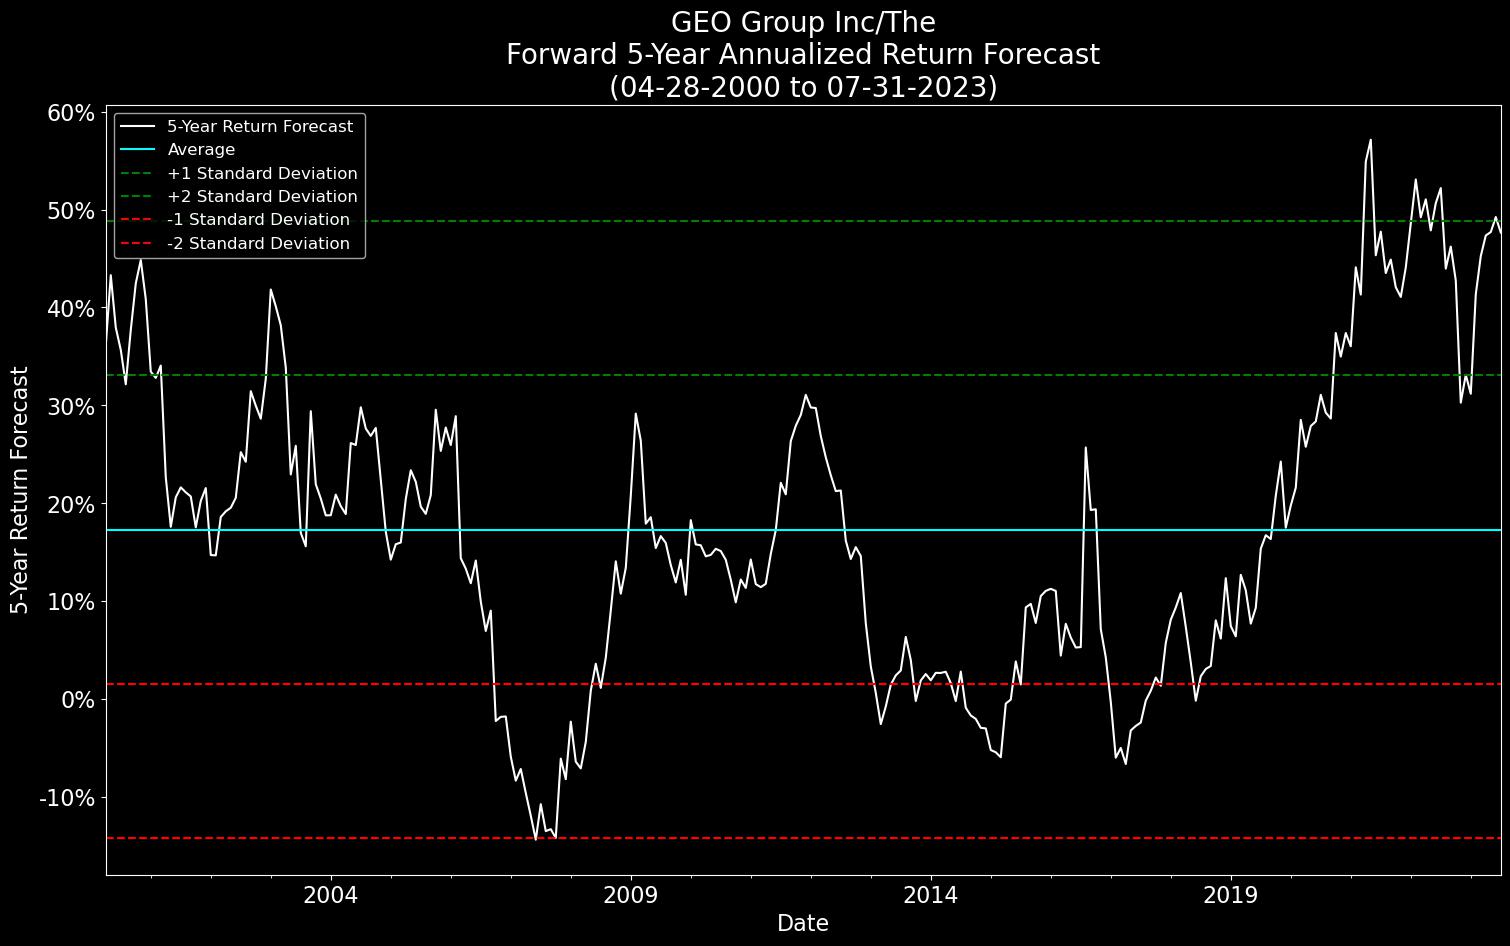 GEO Group Inc/The
Forward 5-Year Annualized Return Forecast
(04-28-2000 to 07-31-2023)
60%
50%
40%
30%
20%
10%
0%
-10%
5-Year Return Forecast
5-Year Return Forecast
Average
+1 Standard Deviation
+2 Standard Deviation
-1 Standard Deviation
-2 Standard Deviation
2004
2009
2014
2019
Date